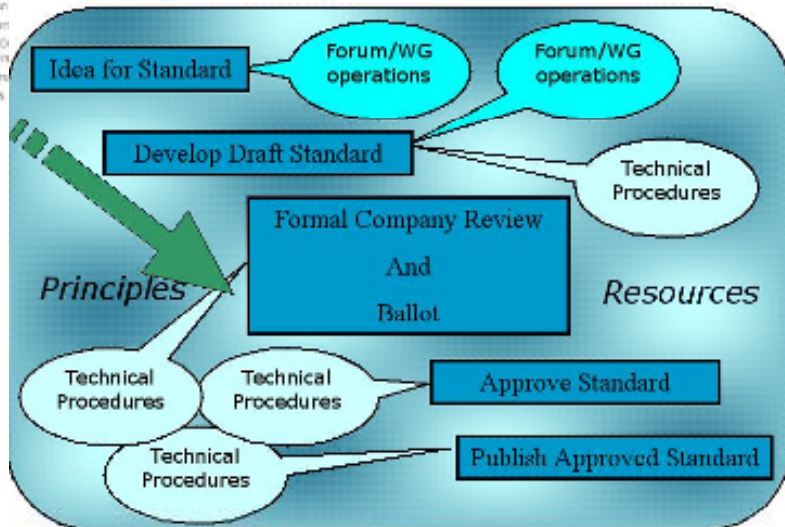 Idea for Standard
Forum/WG
operations
Forum/WG
operations
Develop Draft Standard
Technical
Procedures
Formal Company Review
And
Ballot
Principles
Resources
Technical
Procedures
Technical
Procedures
Approve Standard
Technical
Procedures
Publish Approved Standard